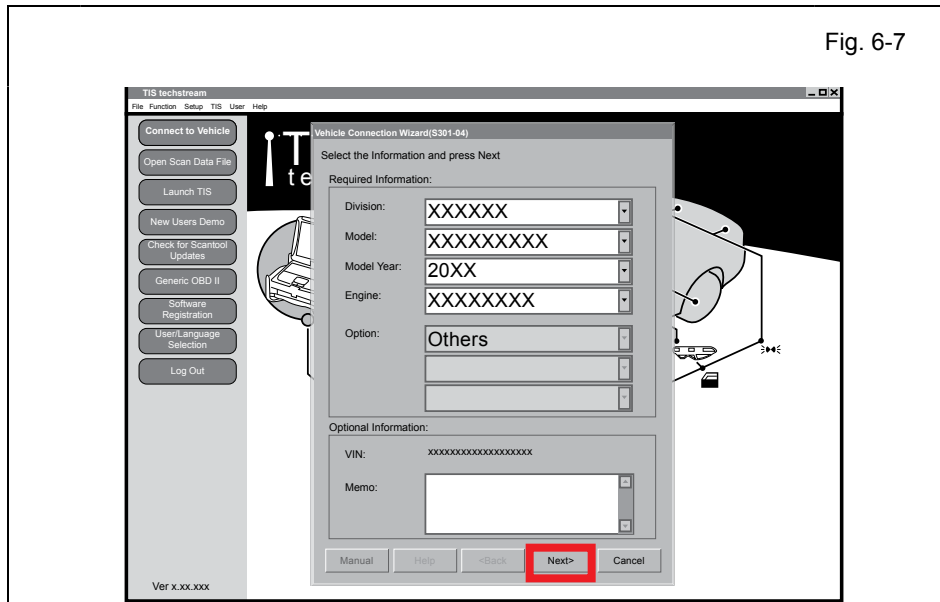 Fig. 6-7
TIS techstream
File Function Setup TIS User Help
Connect to Vehicle
Open Scan Data File
Launch TIS
New Users Demo
Check for Scantool
Updates
Generic OBD II
Software
Registration
User/Language
Selection
Log Out
Ver x.xx.xxx
T
te
Vehicle Connection Wizard(S301-04)
Select the Information and press Next
Required Information:
Division: XXXXXX
Model: XXXXXXXXX
Model Year: 20XX
Engine: XXXXXXXX
Option: Others
Optional Information:
VIN: xxxxxxxxxxxxxxxxxxx
Memo:
Manual Help <Back Next> Cancel